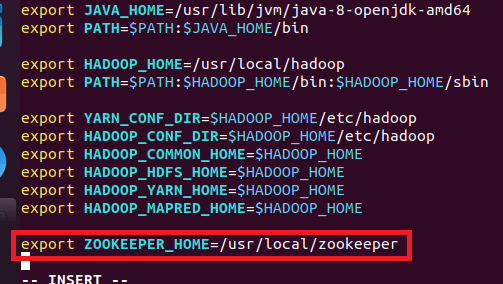 export JAVA_HOME=/usr/lib/jvm/java-8-openjdk-amd64
export PATH=$PATH:$JAVA_HOME/bin
export HADOOP_HOME=/usr/local/hadoop
export PATH=$PATH:$HADOOP_HOME/bin:$HADOOP_HOME/sbin
export YARN_CONF_DIR=$HADOOP_HOME/etc/hadoop
export HADOOP_CONF_DIR=$HADOOP_HOME/etc/hadoop
export HADOOP_COMMON_HOME=$HADOOP_HOME
export HADOOP_HDFS_HOME=$HADOOP_HOME
export HADOOP_YARN_HOME=$HADOOP_HOME
export HADOOP_MAPRED_HOME=$HADOOP_HOME
export ZOOKEEPER_HOME=/usr/local/zookeeper
-- INSERT --